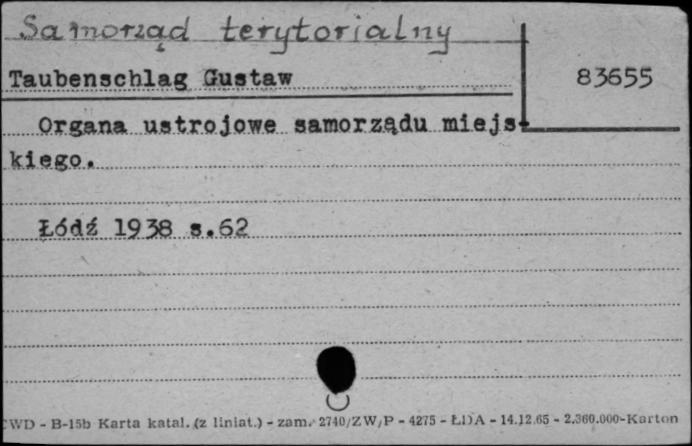 Samorząd terytorialny
Taubenschlag Gustaw
83655
Organa ustrojowe samorządu miejs-
kiego.
Łódź 1938 s.62
CWD - B-15b Karta katal. (z liniat.) - zam. 2740/ZW/P - 4275 - ŁDA - 14.12.65 - 2.360.000-Karton